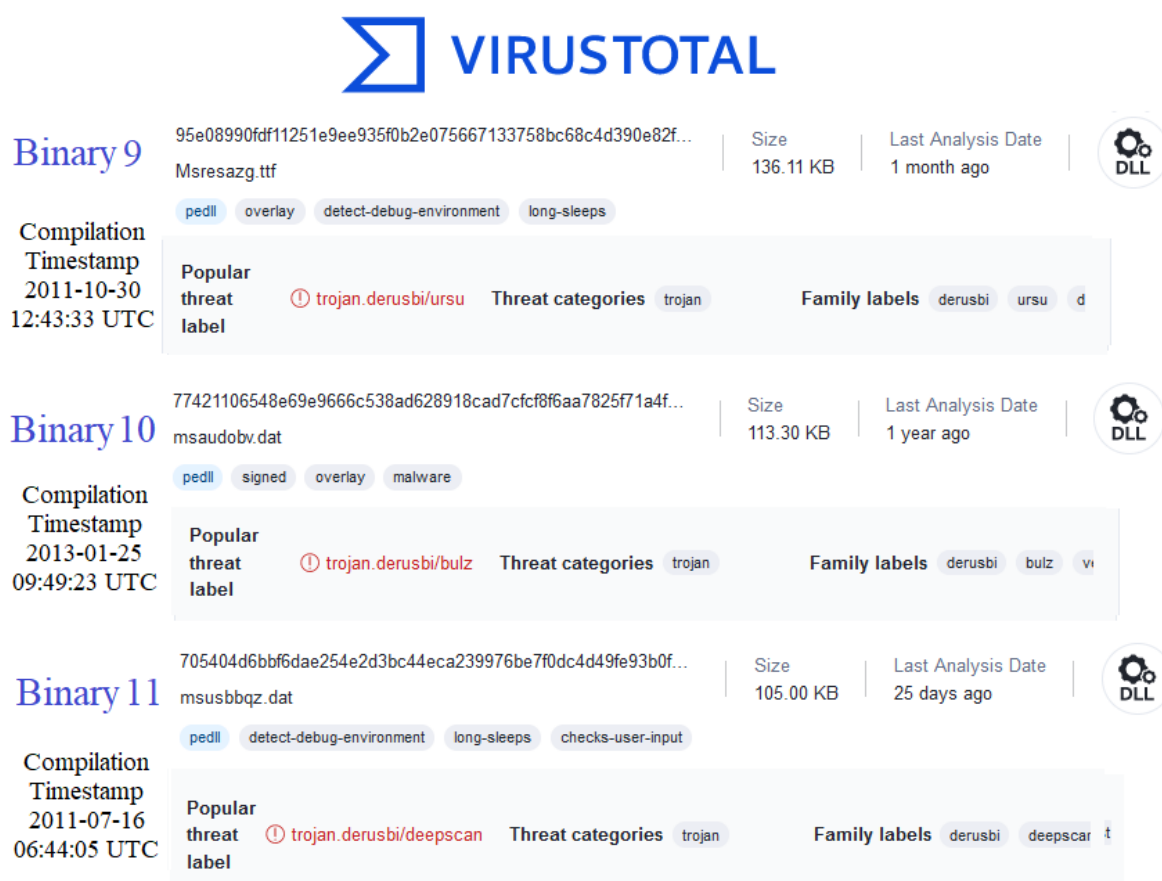 VIRUSTOTAL
Binary 9
Compilation
Timestamp
2011-10-30
12:43:33 UTC
95e08990fdf11251e9ee935f0b2e075667133758bc68c4d390e82f...
Msresazg.ttf
Size
136.11 KB
Last Analysis Date
1 month ago
DLL
pedll overlay detect-debug-environment long-sleeps
Popular
threat
label
trojan.derusbi/ursu Threat categories trojan Family labels derusbi ursu d
Binary 10
Compilation
Timestamp
2013-01-25
09:49:23 UTC
77421106548e69e9666c538ad628918cad7cfcf8f6aa7825f71a4f...
msaudobv.dat
Size
113.30 KB
Last Analysis Date
1 year ago
DLL
pedll signed overlay malware
Popular
threat
label
trojan.derusbi/bulz Threat categories trojan Family labels derusbi bulz
Binary 11
Compilation
Timestamp
2011-07-16
06:44:05 UTC
705404d6bbf6dae254e2d3bc44eca239976be7f0dc4d49fe93b0f...
msusbbqz.dat
Size
105.00 KB
Last Analysis Date
25 days ago
DLL
pedll detect-debug-environment long-sleeps checks-user-input
Popular
threat
label
trojan.derusbi/deepscan Threat categories trojan Family labels derusbi deepscan